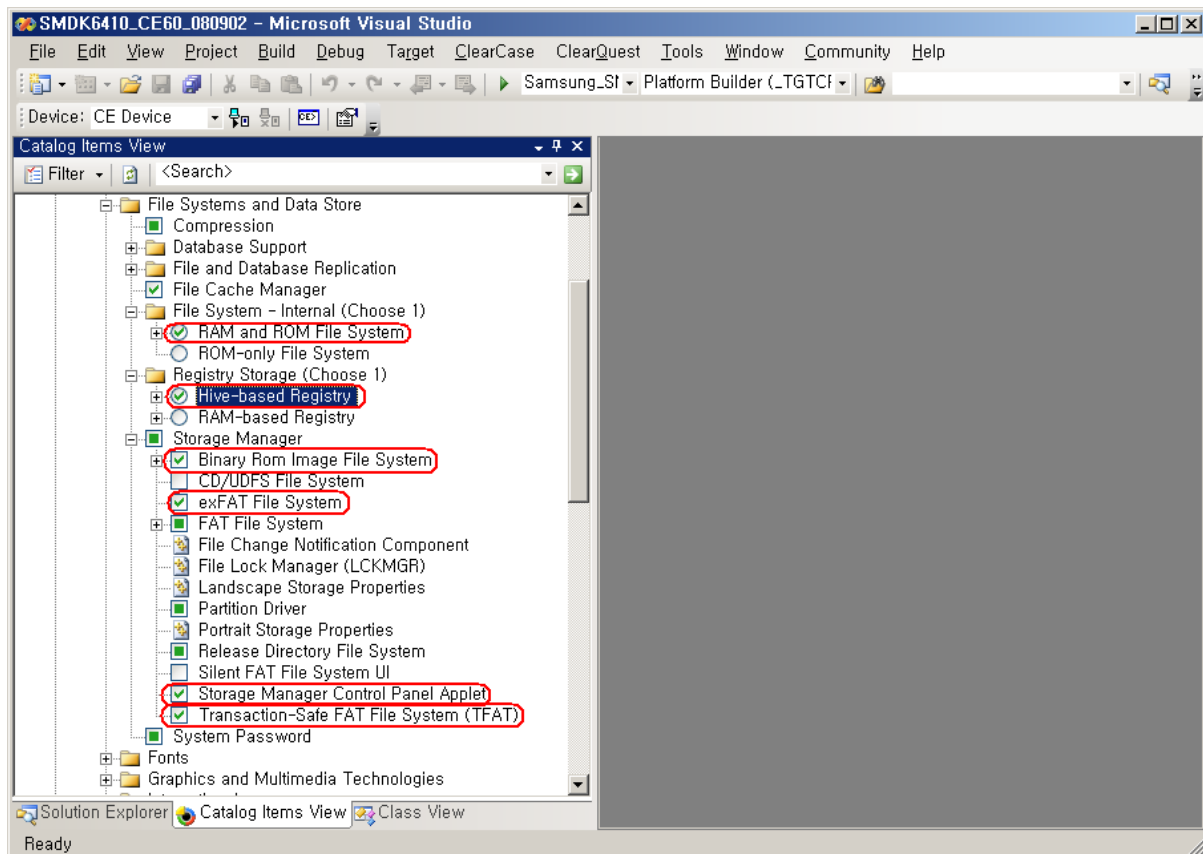 SMDK6410_CE60_080902 - Microsoft Visual Studio
File Edit View Project Build Debug Target ClearCase ClearQuest Tools Window Community Help
Samsung_SM Platform Builder (_TGTCF
Device: CE Device
Catalog Items View
Filter <Search>
File Systems and Data Store
Compression
Database Support
File and Database Replication
File Cache Manager
File System - Internal (Choose 1)
RAM and ROM File System
ROM-only File System
Registry Storage (Choose 1)
Hive-based Registry
RAM-based Registry
Storage Manager
Binary Rom Image File System
CD/UDFS File System
exFAT File System
FAT File System
File Change Notification Component
File Lock Manager (LCKMGR)
Landscape Storage Properties
Partition Driver
Portrait Storage Properties
Release Directory File System
Silent FAT File System UI
Storage Manager Control Panel Applet
Transaction-Safe FAT File System (TFAT)
System Password
Fonts
Graphics and Multimedia Technologies
Solution Explorer Catalog Items View Class View
Ready